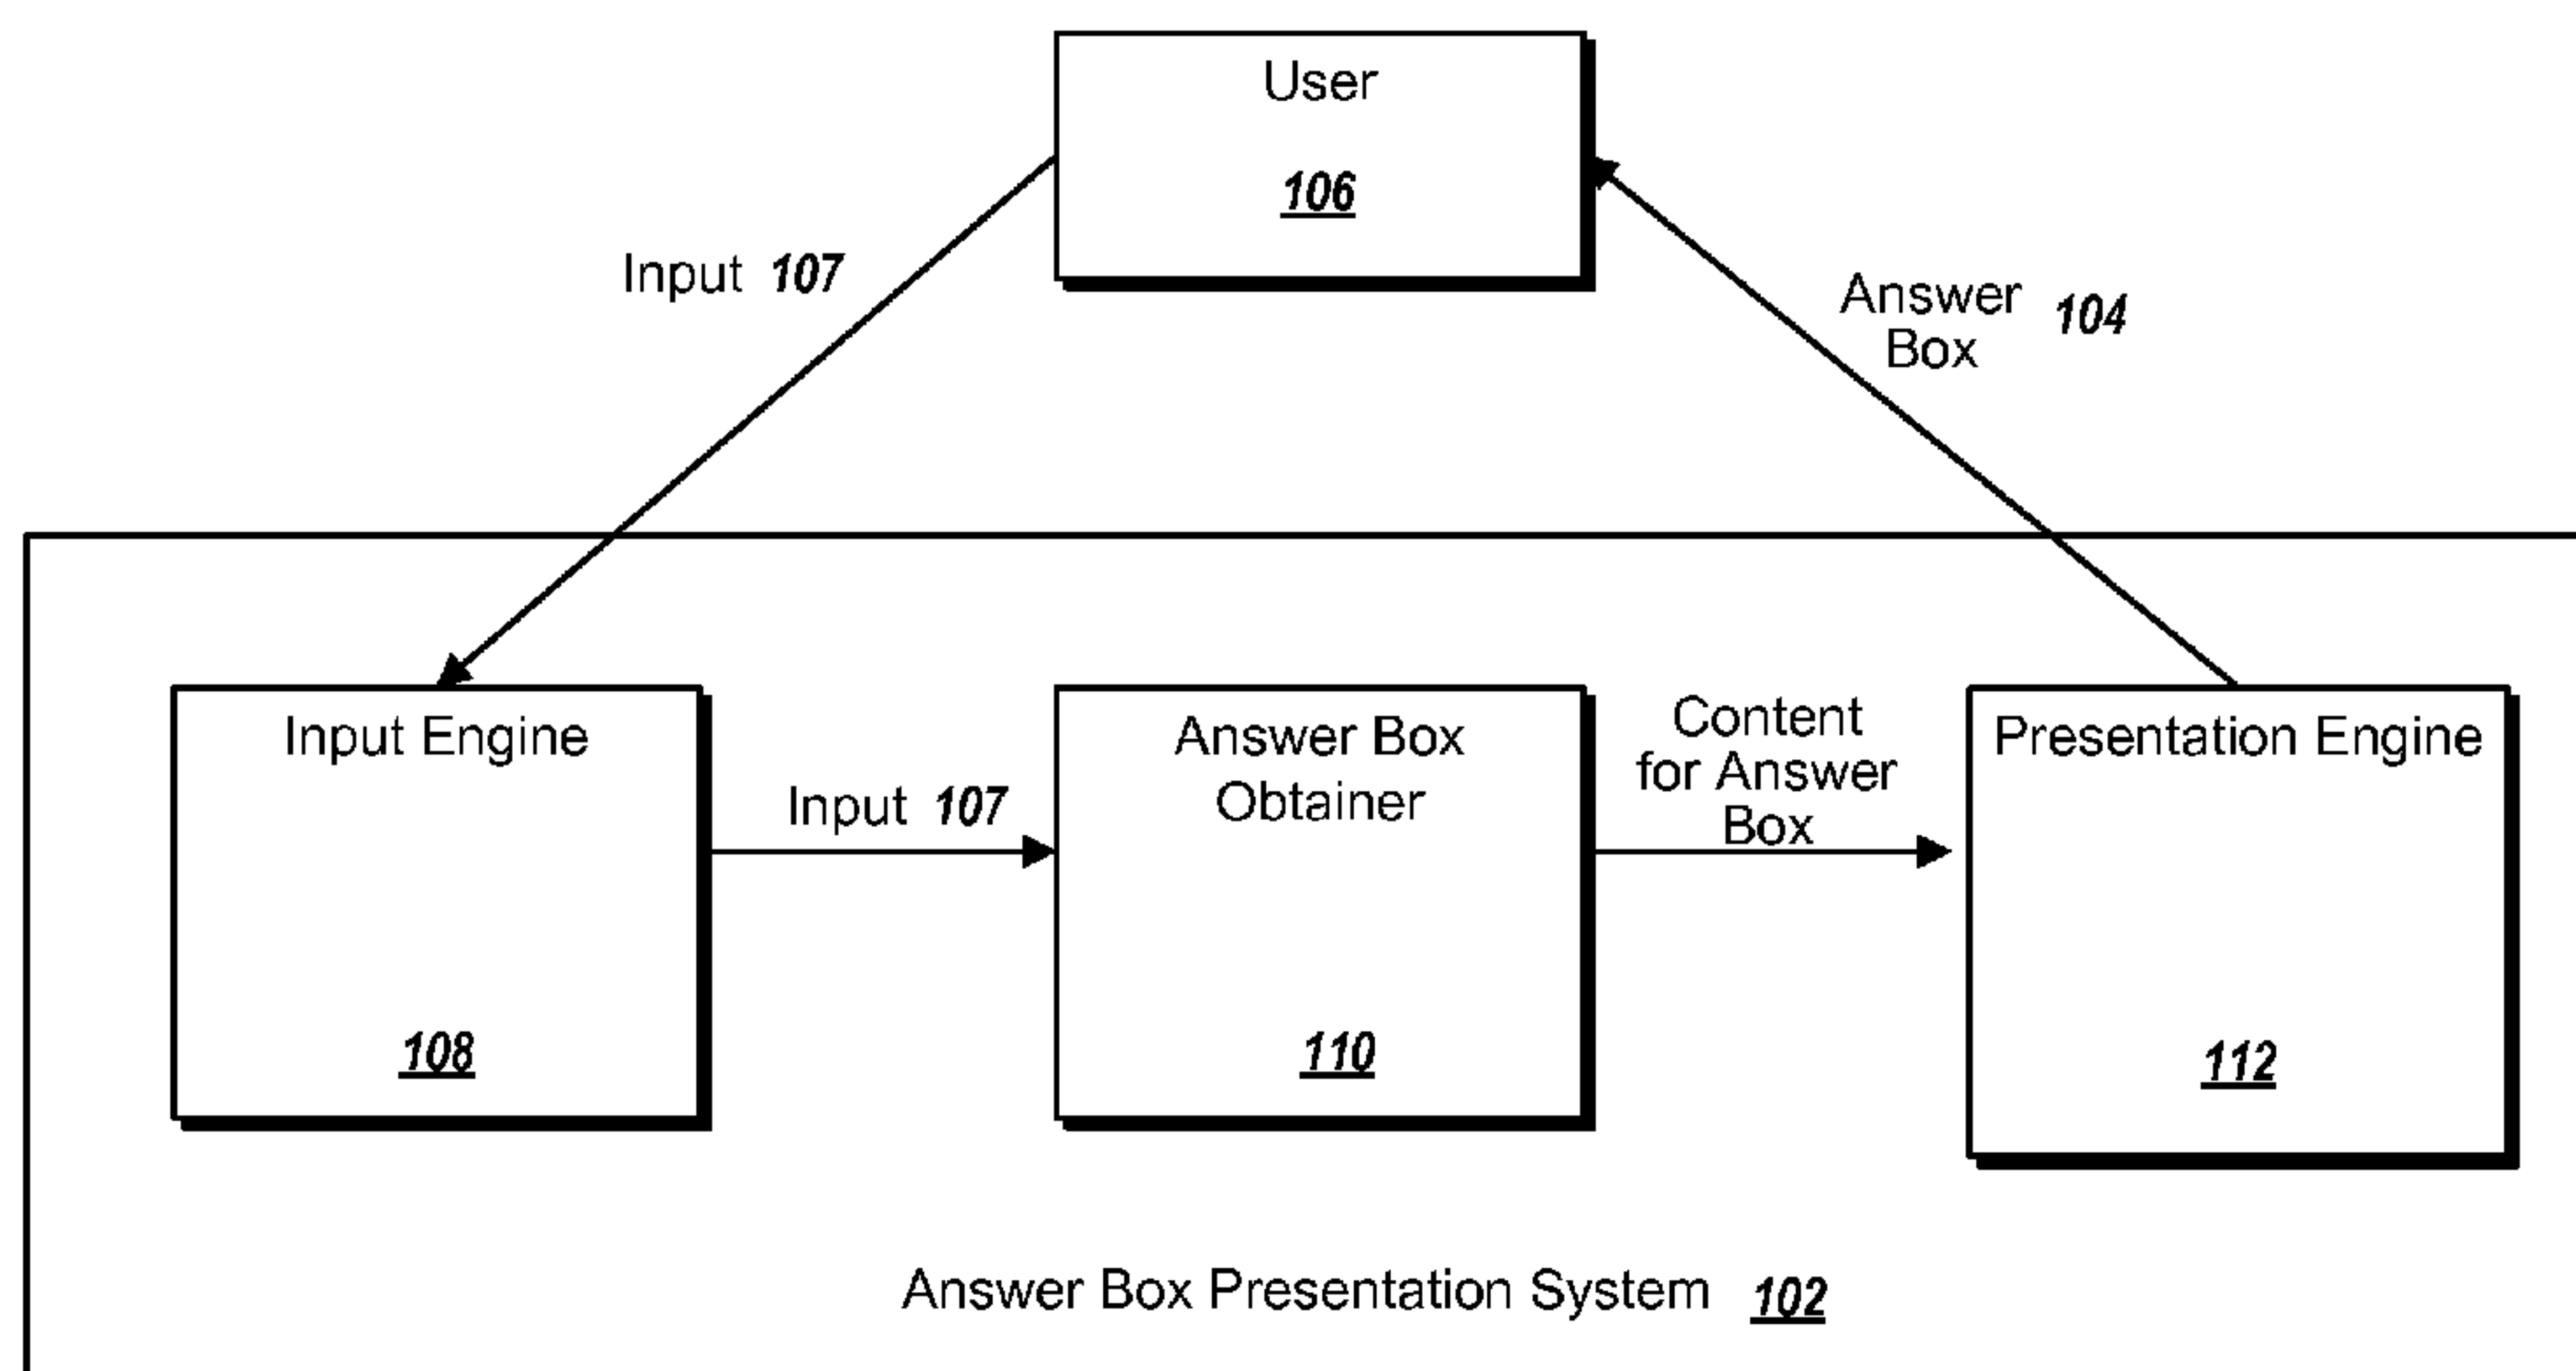 User
106
Input 107
Answer 104
Box
Input Engine
108
Input 107
Answer Box
Obtainer
110
Content
for Answer
Box
Presentation Engine
112
Answer Box Presentation System 102